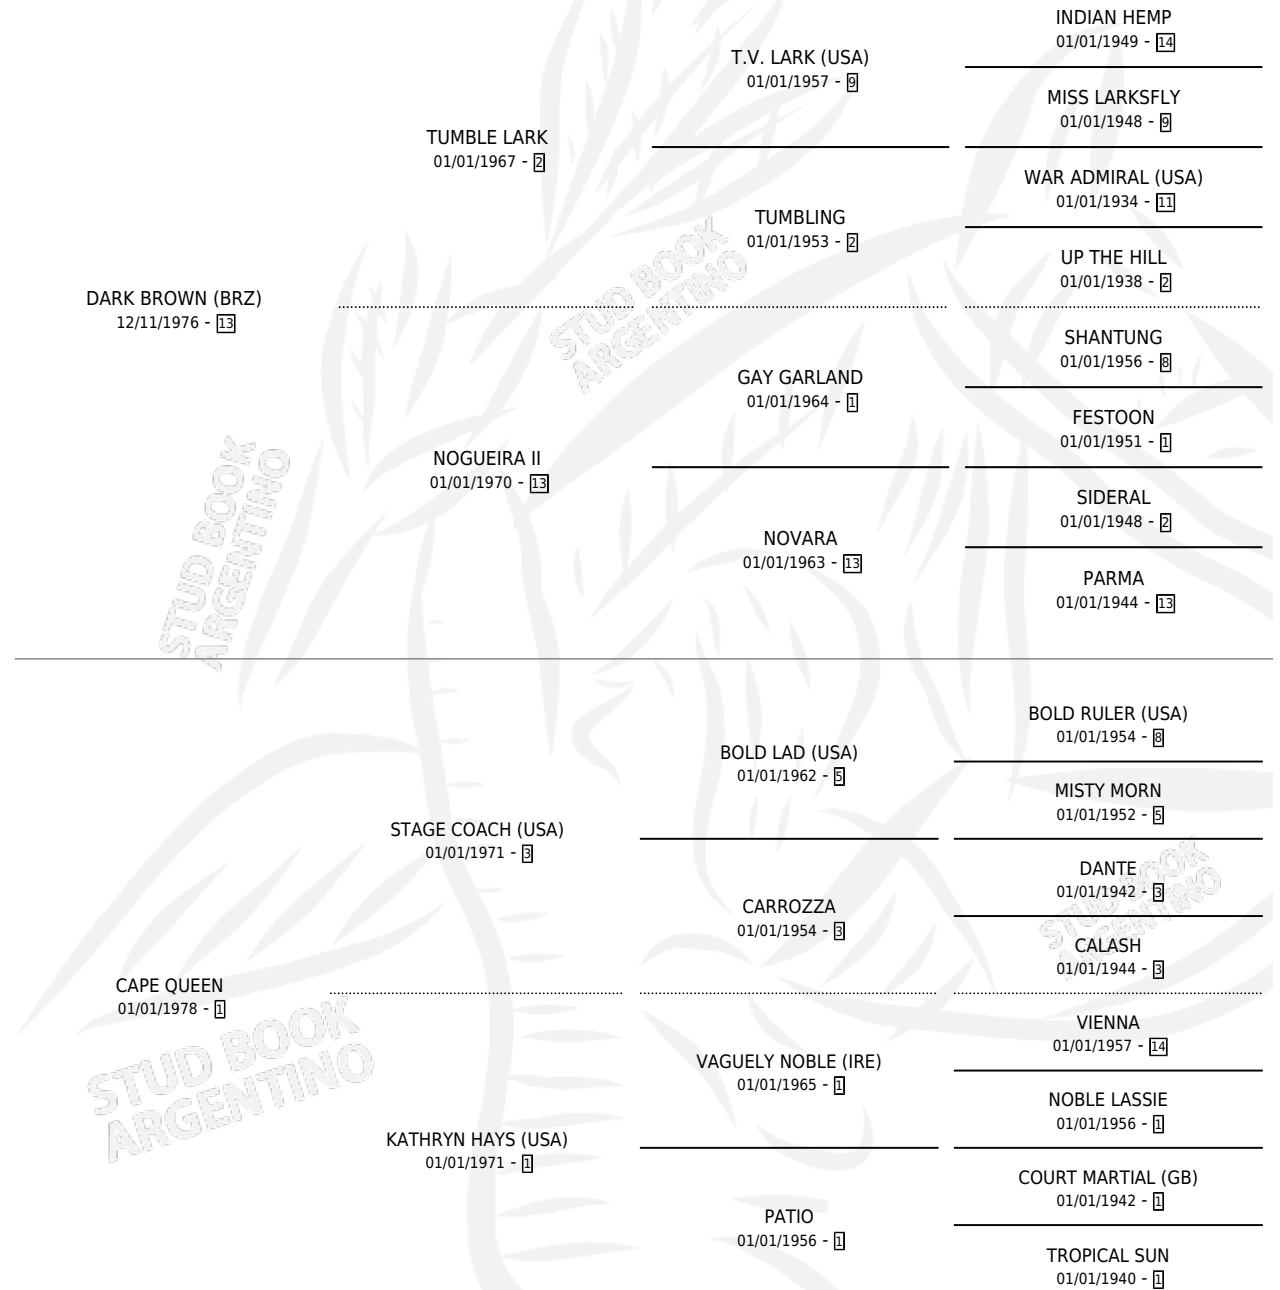 INDIAN HEMP
01/01/1949 - 14
T.V. LARK (USA)
01/01/1957 - 9
MISS LARKSFLY
01/01/1948 - 9
TUMBLE LARK
01/01/1967 - 2
WAR ADMIRAL (USA)
01/01/1934 - 11
TUMBLING
01/01/1953 - 2
UP THE HILL
01/01/1938 - 2
DARK BROWN (BRZ)
12/11/1976 - 13
SHANTUNG
01/01/1956 - 8
GAY GARLAND
01/01/1964 - 1
FESTOON
01/01/1951 - 1
NOGUEIRA II
01/01/1970 - 13
SIDERAL
01/01/1948 - 2
NOVARA
01/01/1963 - 13
PARMA
01/01/1944 - 13
BOLD RULER (USA)
01/01/1954 - 8
BOLD LAD (USA)
01/01/1962 - 5
MISTY MORN
01/01/1952 - 5
STAGE COACH (USA)
01/01/1971 - 3
DANTE
01/01/1942 - 3
CARROZZA
01/01/1954 - 3
CALASH
01/01/1944 - 3
CAPE QUEEN
01/01/1978 - 1
VIENNA
01/01/1957 - 14
VAGUELY NOBLE (IRE)
01/01/1965 - 1
NOBLE LASSIE
01/01/1956 - 1
KATHRYN HAYS (USA)
01/01/1971 - 1
COURT MARTIAL (GB)
01/01/1942 - 1
PATIO
01/01/1956 - 1
TROPICAL SUN
01/01/1940 - 1
STUD BOOK
ARGENTINO
STUD BOOK
ARGENTINO
STUD BOOK
ARGENTINO
STUD BOOK
ARGENTINO